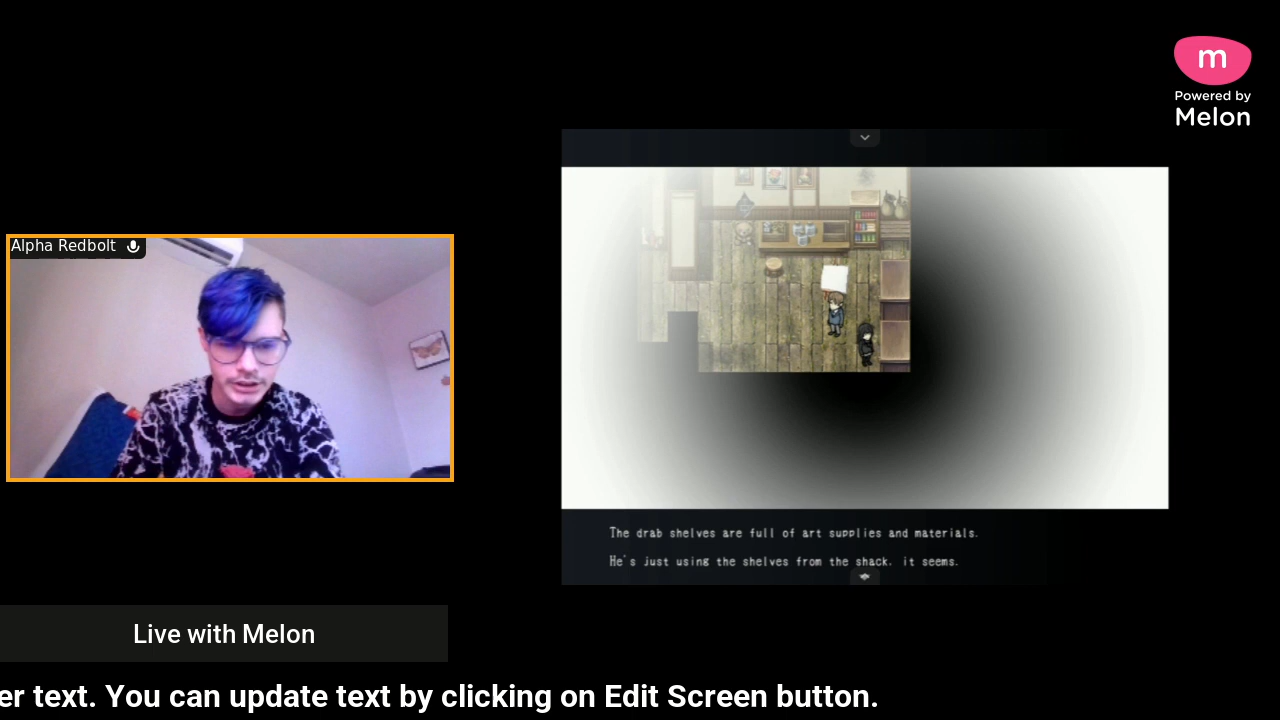 m
Powered by
Melon
Alpha Redbolt
The drab shelves are full of art supplies and materials.
He's just using the shelves from the shack, it seems.
Live with Melon
er text. You can update text by clicking on Edit Screen button.